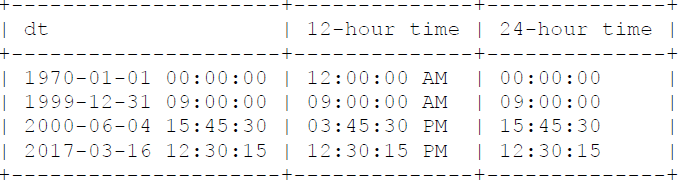 +---------------------+--------------+--------------+
| dt                  | 12-hour time | 24-hour time |
+---------------------+--------------+--------------+
| 1970-01-01 00:00:00 | 12:00:00 AM  | 00:00:00     |
| 1999-12-31 09:00:00 | 09:00:00 AM  | 09:00:00     |
| 2000-06-04 15:45:30 | 03:45:30 PM  | 15:45:30     |
| 2017-03-16 12:30:15 | 12:30:15 PM  | 12:30:15     |
+---------------------+--------------+--------------+